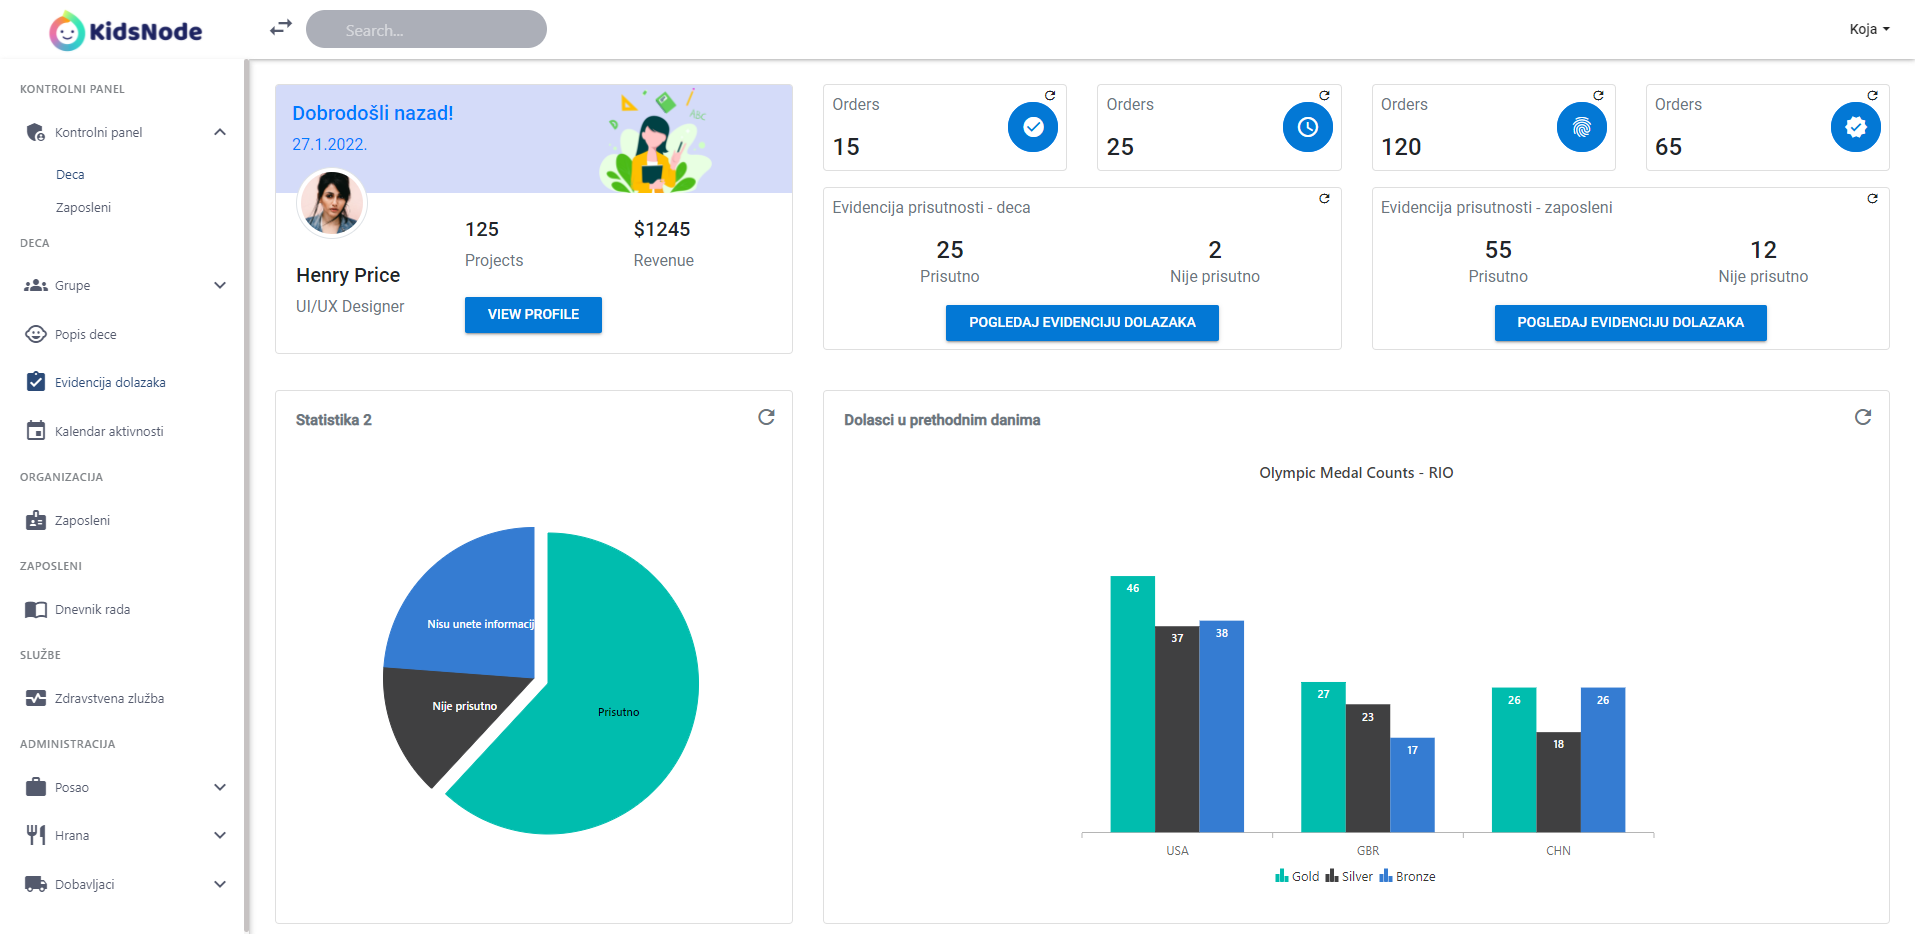 KidsNode
Search...
Koja
KONTROLNI PANEL
Kontrolni panel
Deca
Zaposleni
DECA
Grupe
Popis dece
Evidencija dolazaka
Kalendar aktivnosti
ORGANIZACIJA
Zaposleni
ZAPOSLENI
Dnevnik rada
SLUŽBE
Zdravstvena zlužba
ADMINISTRACIJA
Posao
Hrana
Dobavljaci
Dobrodošli nazad!
27.1.2022.
ABC
Henry Price
UI/UX Designer
125
Projects
$1245
Revenue
VIEW PROFILE
Orders
15
Orders
25
Orders
120
Orders
65
Evidencija prisutnosti - deca
25
Prisutno
2
Nije prisutno
POGLEDAJ EVIDENCIJU DOLAZAKA
Evidencija prisutnosti - zaposleni
55
Prisutno
12
Nije prisutno
POGLEDAJ EVIDENCIJU DOLAZAKA
Statistika 2
Nisu unete informacij
Nije prisutno
Prisutno
Dolasci u prethodnim danima
Olympic Medal Counts - RIO
46
37
38
27
23
17
26
18
26
USA
GBR
CHN
Gold
Silver
Bronze